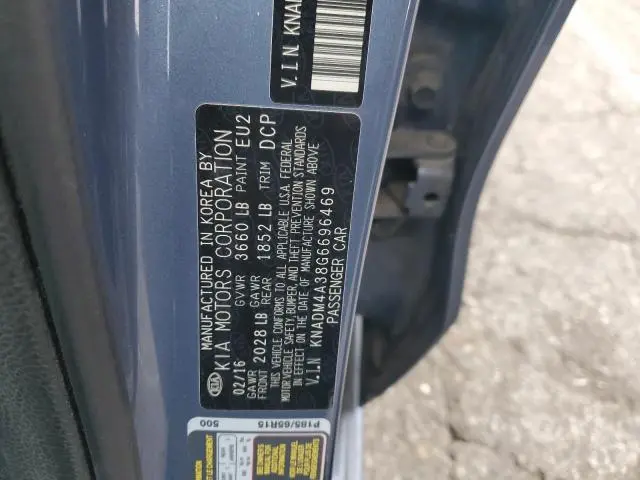 V.I.N KNA
MANUFACTURED IN KOREA BY
KIA MOTORS CORPORATION
02/16 GVWR 3660 LB PAINT EU2
GAWR FRONT 2028 LB GAWR REAR 1852 LB TRIM DCP
THIS VEHICLE CONFORMS TO ALL APPLICABLE U.S.A. FEDERAL
MOTOR VEHICLE SAFETY, BUMPER, AND THEFT PREVENTION STANDARDS
IN EFFECT ON THE DATE OF MANUFACTURE SHOWN ABOVE
V.I.N KNADM4A38G6696469
PASSENGER CAR
KIA
500
P185/65R15